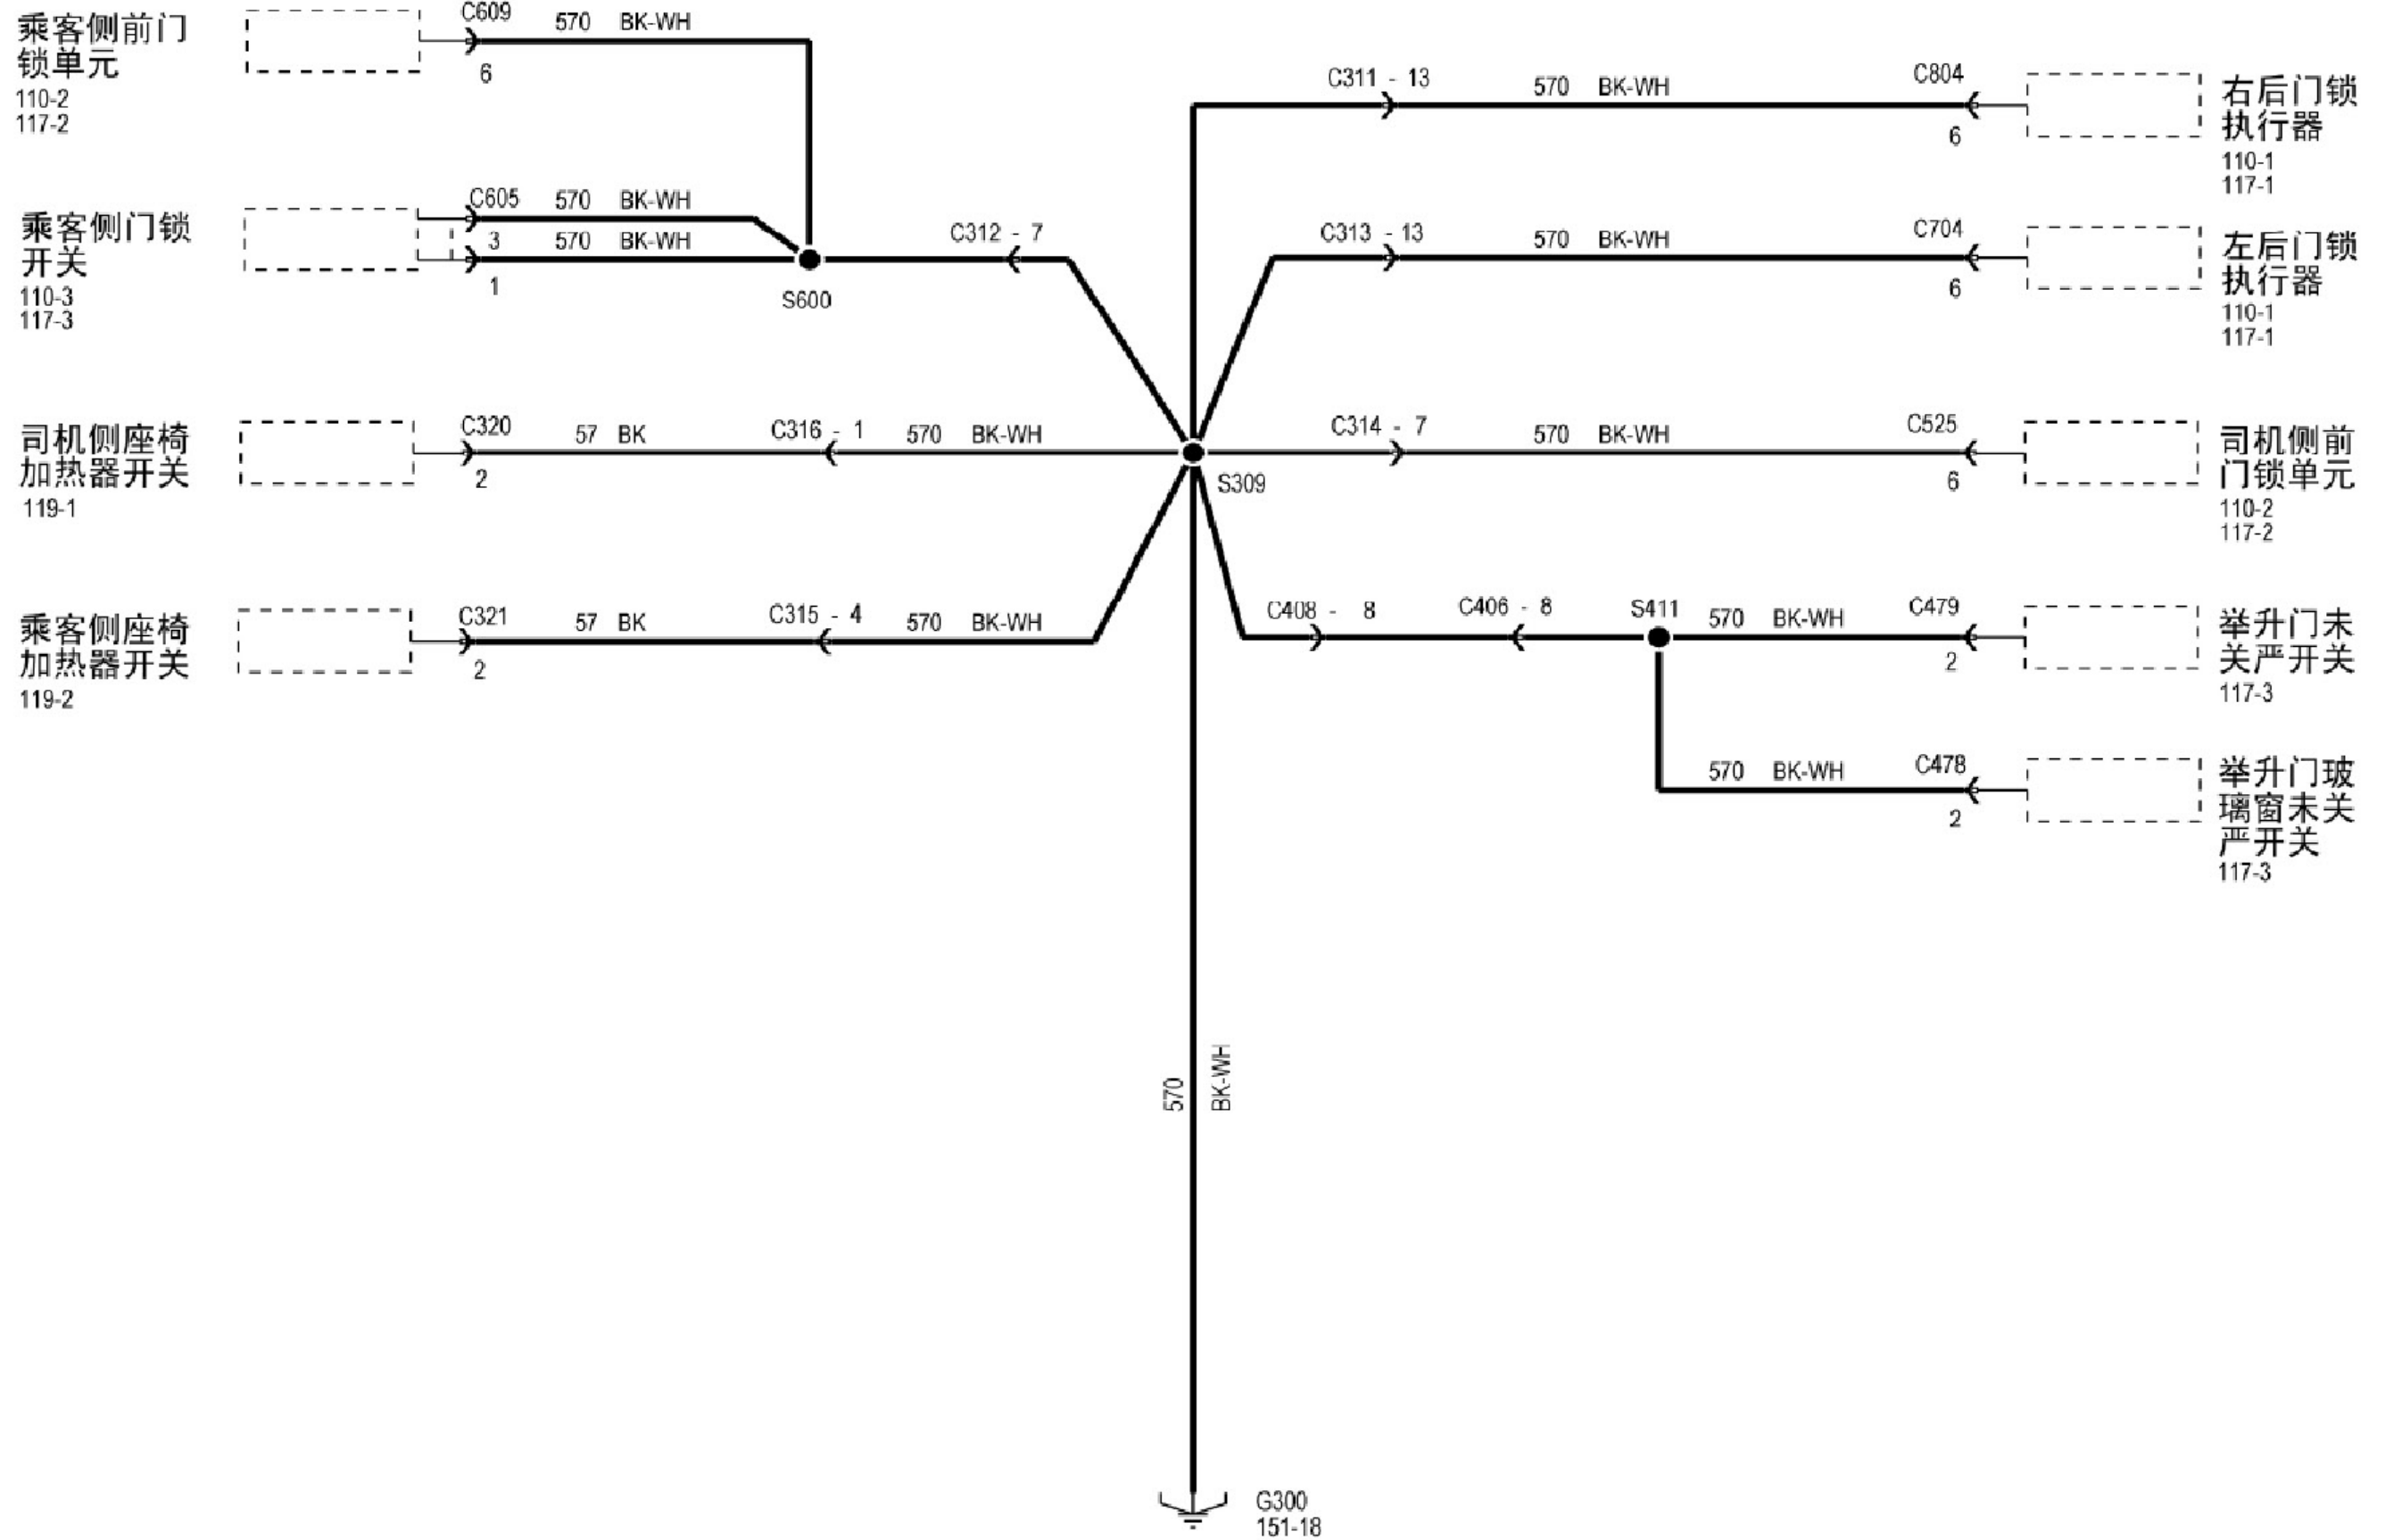 乘客侧前门
锁单元
110-2
117-2
C609
570 BK-WH
6
乘客侧门锁
开关
110-3
117-3
C605
570 BK-WH
3
570 BK-WH
1
S600
C312 - 7
司机侧座椅
加热器开关
119-1
C320
2
57 BK
C316 - 1
570 BK-WH
乘客侧座椅
加热器开关
119-2
C321
2
57 BK
C315 - 4
570 BK-WH
S309
C311 - 13
570 BK-WH
C804
6
右后门锁
执行器
110-1
117-1
C313 - 13
570 BK-WH
C704
6
左后门锁
执行器
110-1
117-1
C314 - 7
570 BK-WH
C525
6
司机侧前
门锁单元
110-2
117-2
C408 - 8
C406 - 8
S411
570 BK-WH
C479
2
举升门未
关严开关
117-3
570 BK-WH
C478
2
举升门玻
璃窗未关
严开关
117-3
570
BK-WH
G300
151-18